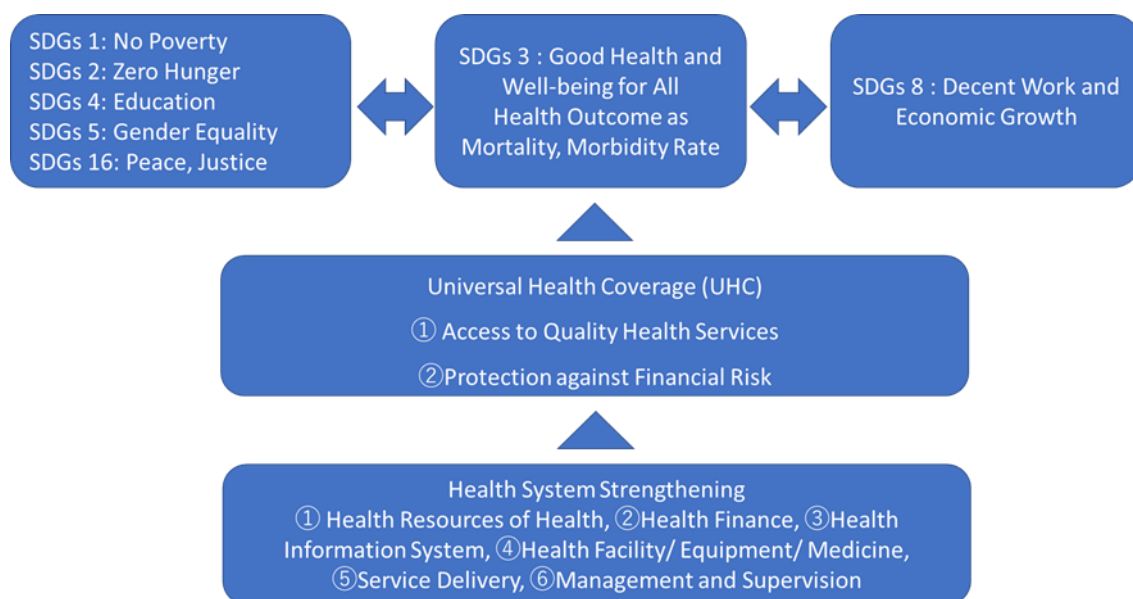 SDGs 1: No Poverty
SDGs 2: Zero Hunger
SDGs 4: Education
SDGs 5: Gender Equality
SDGs 16: Peace, Justice
SDGs 3 : Good Health and
Well-being for All
Health Outcome as
Mortality, Morbidity Rate
SDGs 8 : Decent Work and
Economic Growth
Universal Health Coverage (UHC)
① Access to Quality Health Services
②Protection against Financial Risk
Health System Strengthening
① Health Resources of Health, ②Health Finance, ③Health
Information System, ④Health Facility/ Equipment/ Medicine,
⑤Service Delivery, ⑥Management and Supervision